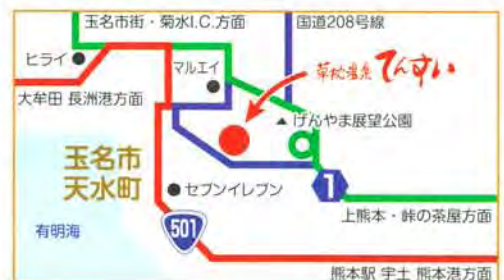 玉名市街・菊水I.C.方面
国道208号線
ヒライ
マルエイ
草枕温泉 てんすい
大牟田 長洲港方面
げんやま展望公園
玉名市
天水町
セブンイレブン
1
上熊本・峠の茶屋方面
有明海
501
熊本駅 宇土 熊本港方面